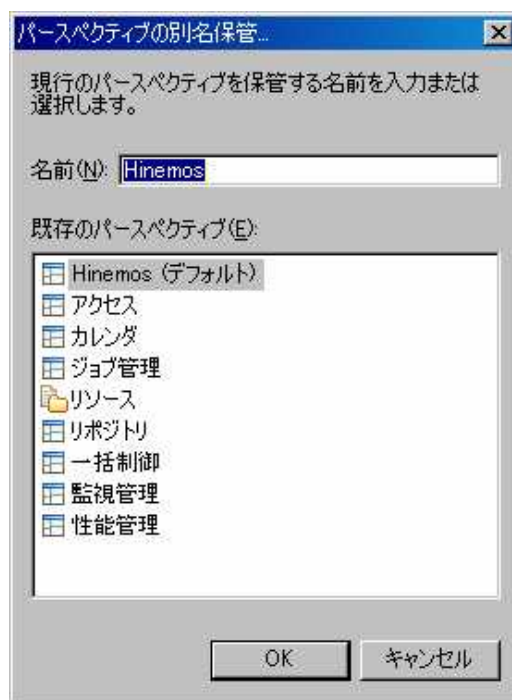 パースペクティブの別名保管...
現行のパースペクティブを保管する名前を入力または
選択します。
名前(N): Hinemos
既存のパースペクティブ(E):
Hinemos (デフォルト)
アクセス
カレンダ
ジョブ管理
リソース
リポジトリ
一括制御
監視管理
性能管理
OK
キャンセル